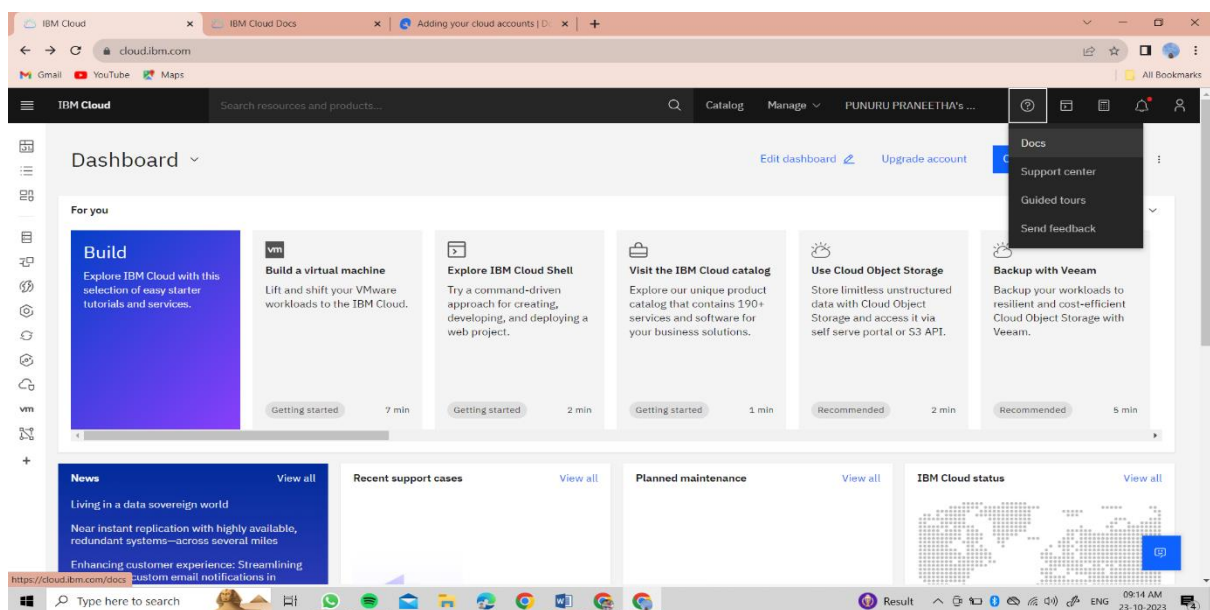 IBM Cloud
IBM Cloud Docs
Adding your cloud accounts | Do
cloud.ibm.com
Gmail
YouTube
Maps
All Bookmarks
IBM Cloud
Search resources and products...
Catalog
Manage
PUNURU PRANEETHA's ...
Docs
Support center
Guided tours
Send feedback
Dashboard
Edit dashboard
Upgrade account
For you
Build
Explore IBM Cloud with this
selection of easy starter
tutorials and services.
vm
Build a virtual machine
Lift and shift your VMware
workloads to the IBM Cloud.
Getting started
7 min
Explore IBM Cloud Shell
Try a command-driven
approach for creating,
developing, and deploying a
web project.
Getting started
2 min
Visit the IBM Cloud catalog
Explore our unique product
catalog that contains 190+
services and software for
your business solutions.
Getting started
1 min
Use Cloud Object Storage
Store limitless unstructured
data with Cloud Object
Storage and access it via
self serve portal or S3 API.
Recommended
2 min
Backup with Veeam
Backup your workloads to
resilient and cost-efficient
Cloud Object Storage with
Veeam.
Recommended
5 min
vm
News
View all
Living in a data sovereign world
Near instant replication with highly available,
redundant systems—across several miles
Enhancing customer experience: Streamlining
custom email notifications in
Recent support cases
View all
Planned maintenance
View all
IBM Cloud status
View all
https://cloud.ibm.com/docs
Type here to search
Result
ENG
09:14 AM
23-10-2023